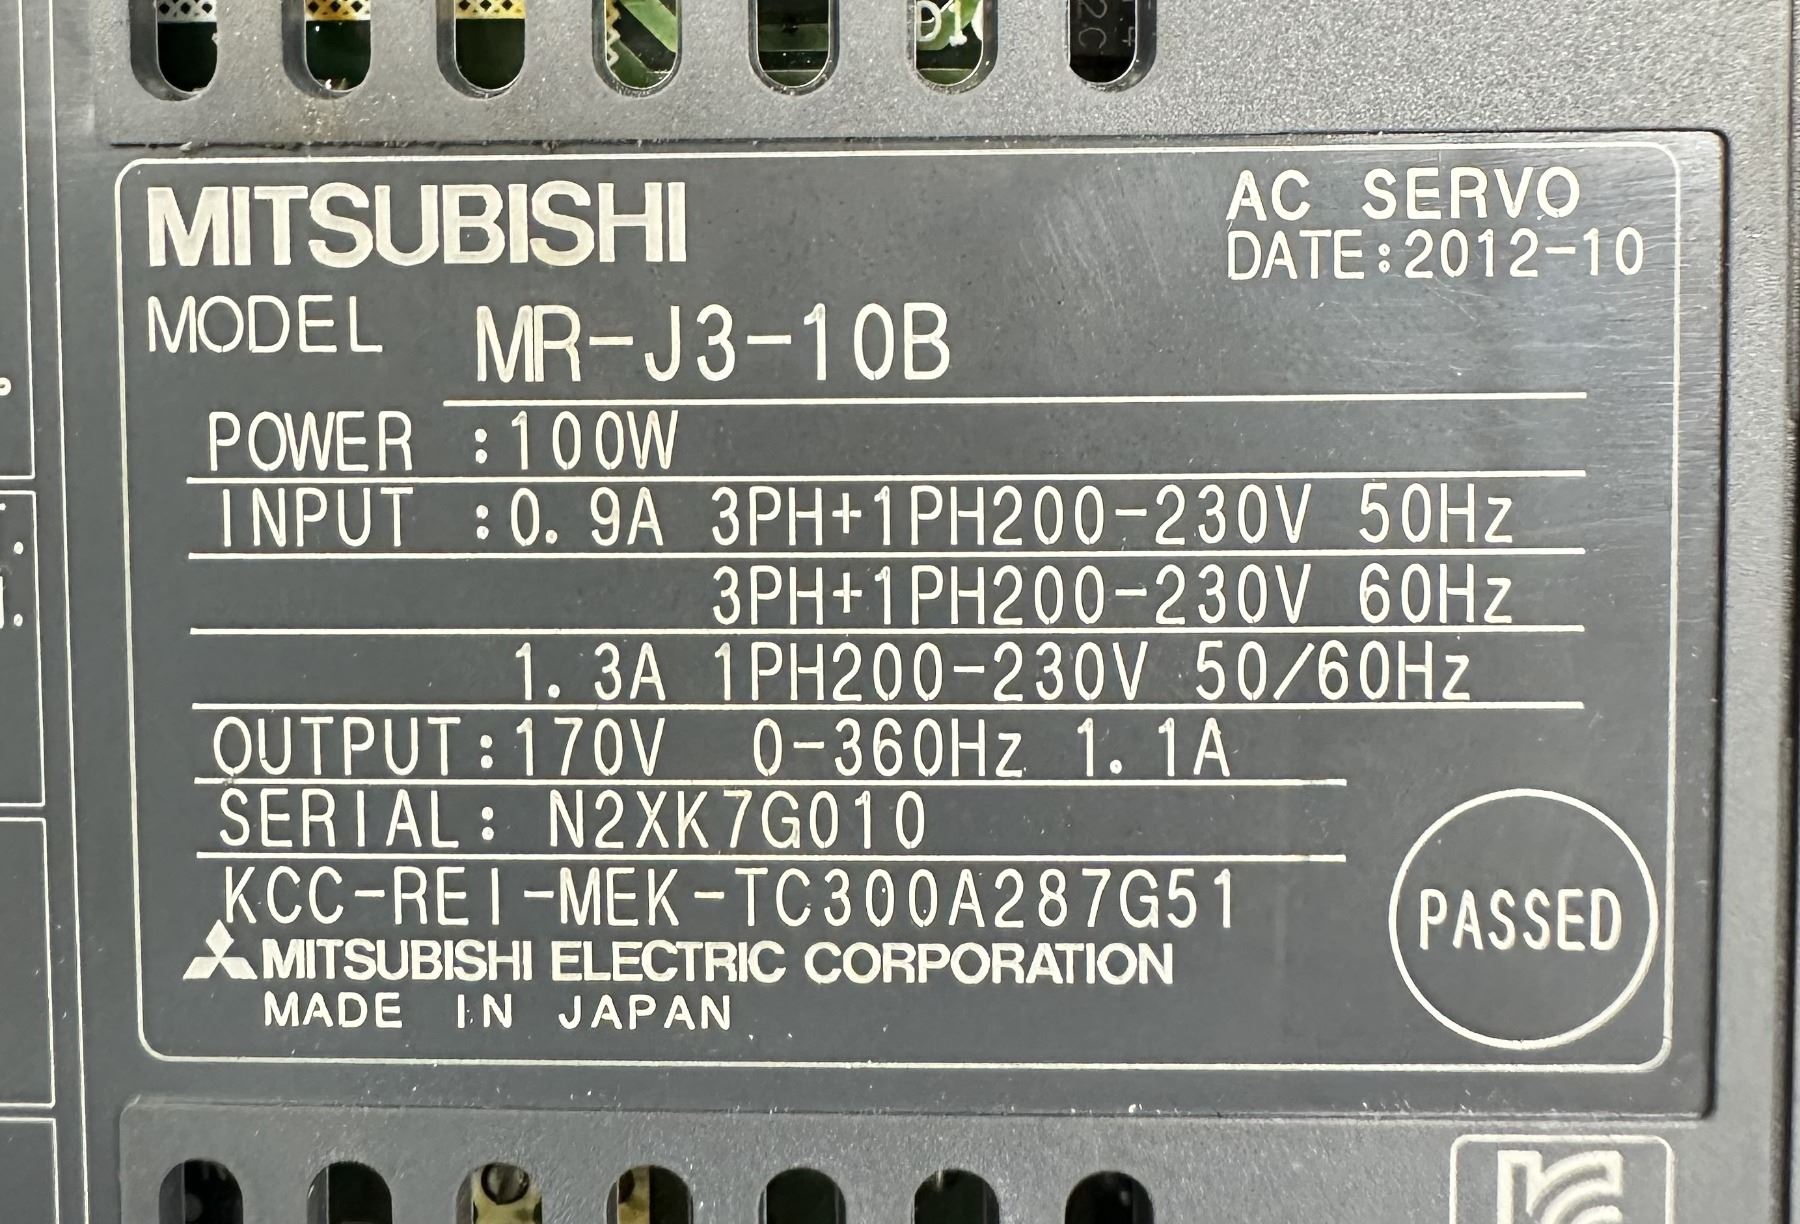 MITSUBISHI
AC SERVO
DATE:2012-10
MODEL MR-J3-10B
POWER :100W
INPUT :0.9A 3PH+1PH200-230V 50Hz
3PH+1PH200-230V 60Hz
1.3A 1PH200-230V 50/60Hz
OUTPUT:170V 0-360Hz 1.1A
SERIAL: N2XK7G010
KCC-REI-MEK-TC300A287G51
MITSUBISHI ELECTRIC CORPORATION
MADE IN JAPAN
PASSED